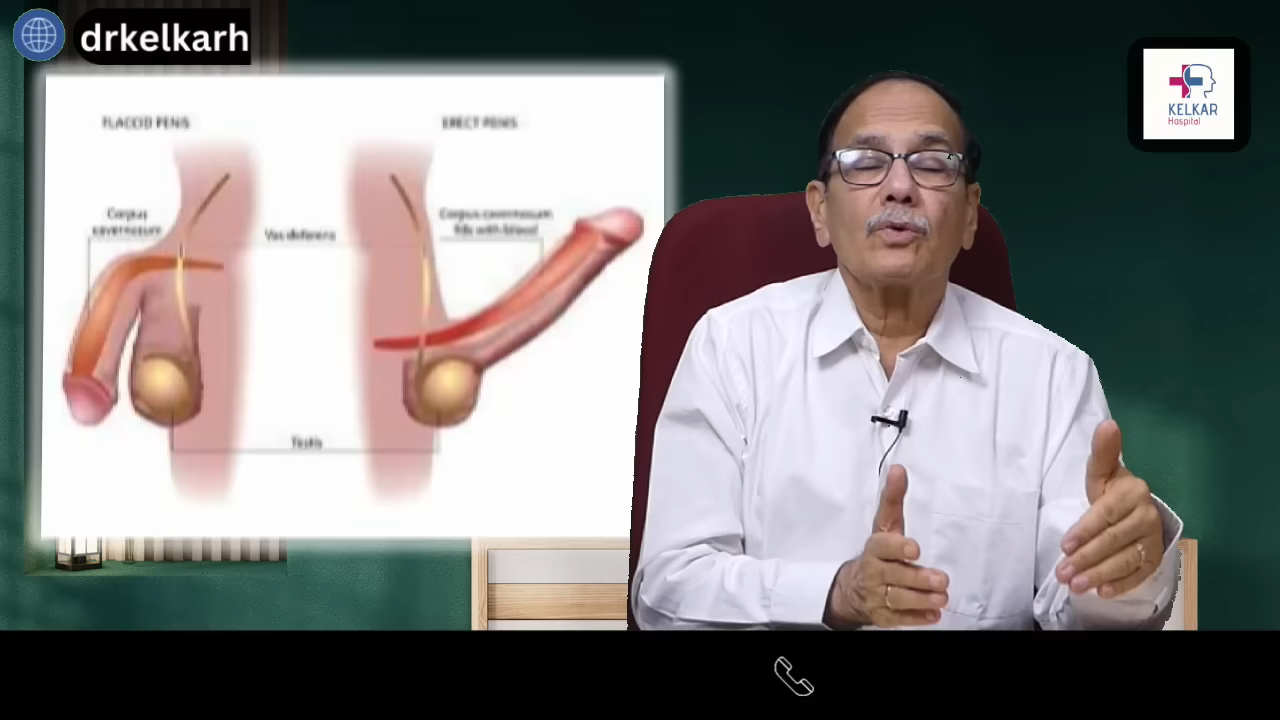 drkelkarh
KELKAR
Hospital
FLACCID PENIS
ERECT PENIS
Corpus
cavernosum
Vas deferens
Corpus cavernosum
fills with blood
Testis